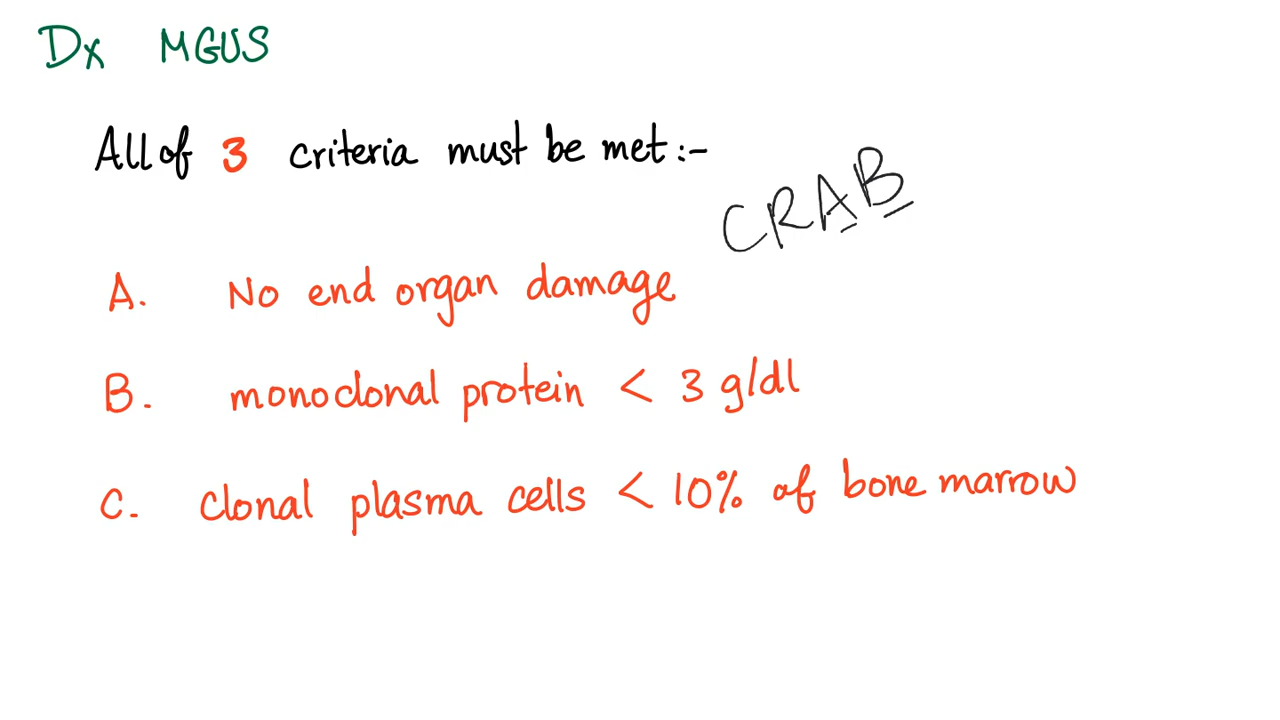 Dx MGUS
All of 3 criteria must be met :-
CRAB
A. No end organ damage
B. monoclonal protein < 3 g/dl
C. clonal plasma cells < 10% of bone marrow